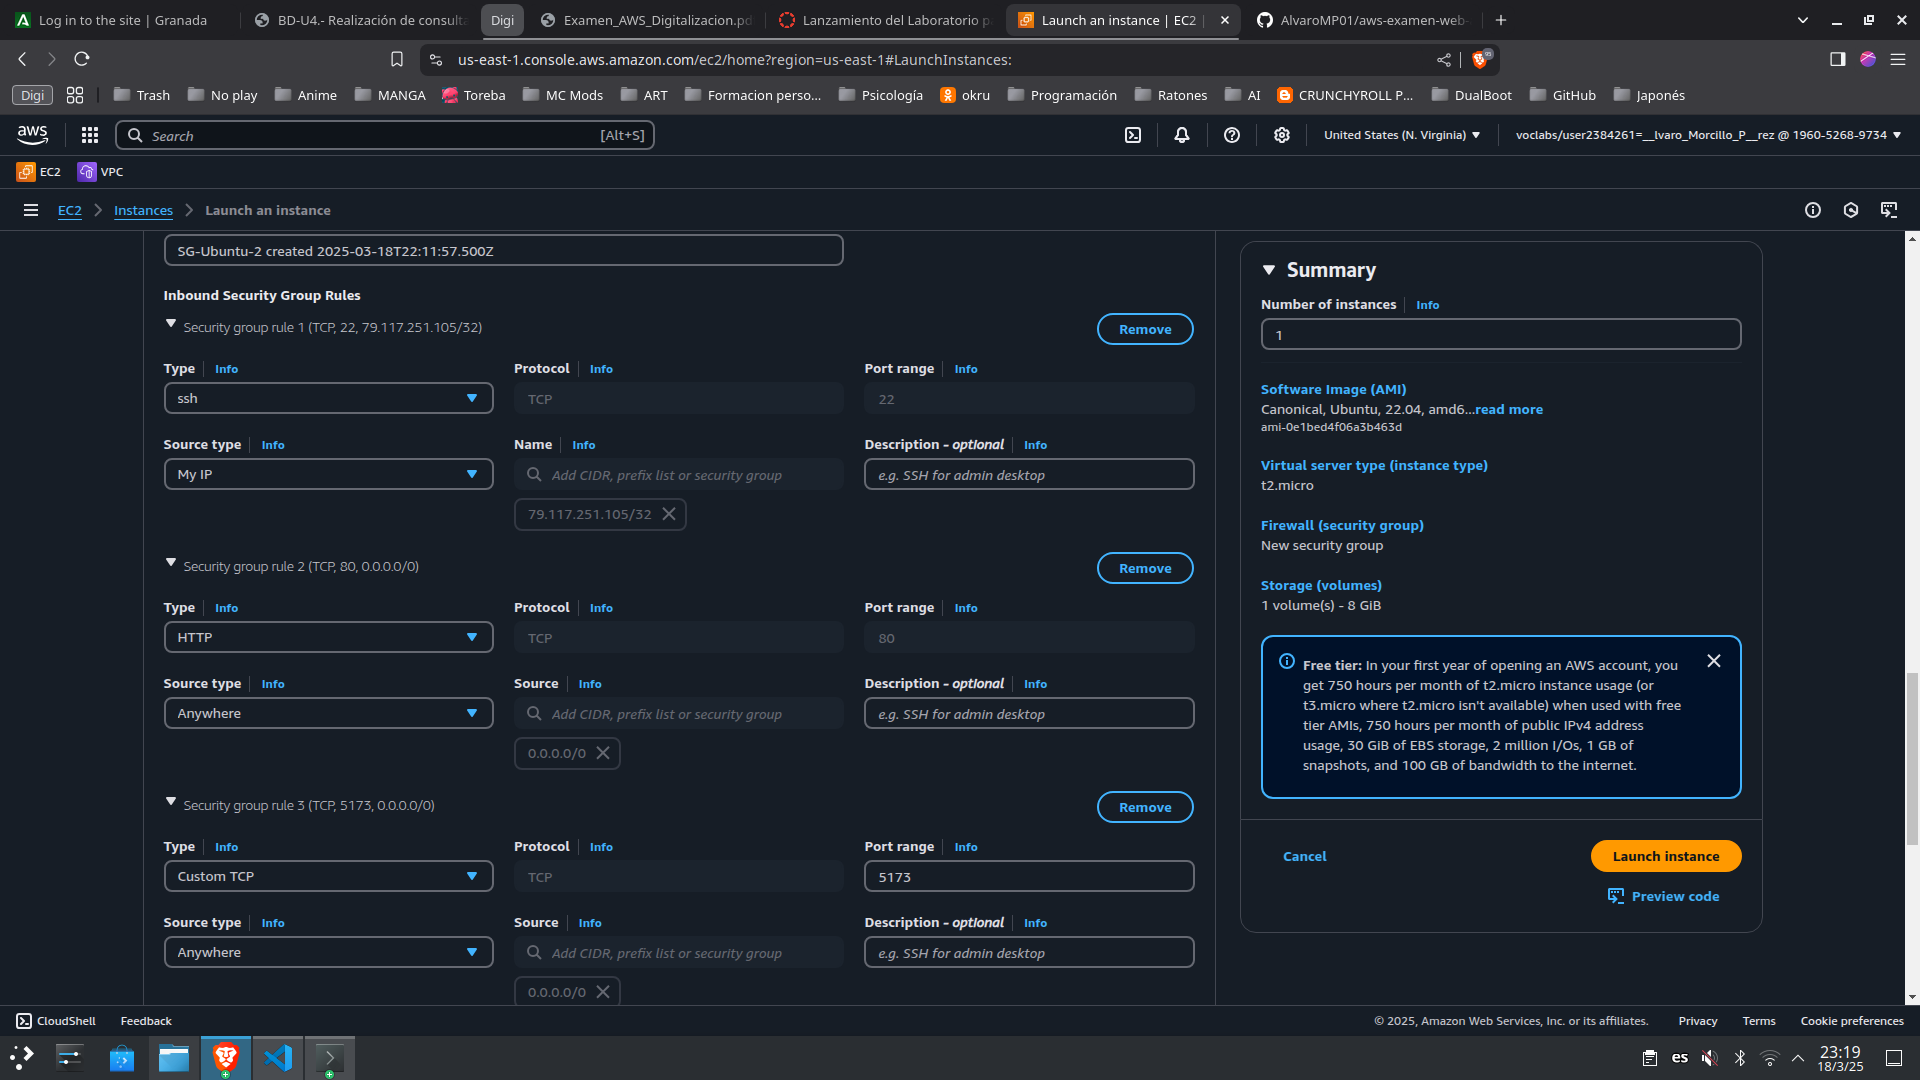 Log in to the site | Granada
BD-U4.- Realización de consulta
Digi
Examen_AWS_Digitalizacion.pd
Lanzamiento del Laboratorio p
Launch an instance | EC2
AlvaroMP01/aws-examen-web-
us-east-1.console.aws.amazon.com/ec2/home?region=us-east-1#LaunchInstances:
Digi
Trash
No play
Anime
MANGA
Toreba
MC Mods
ART
Formacion perso...
Psicología
okru
Programación
Ratones
AI
CRUNCHYROLL P...
DualBoot
GitHub
Japonés
aws
Search
[Alt+S]
United States (N. Virginia)
voclabs/user2384261=__lvaro_Morcillo_P__rez @ 1960-5268-9734
EC2
VPC
EC2
Instances
Launch an instance
SG-Ubuntu-2 created 2025-03-18T22:11:57.500Z
Inbound Security Group Rules
Security group rule 1 (TCP, 22, 79.117.251.105/32)
Remove
Type Info
Protocol Info
Port range Info
ssh
TCP
22
Source type Info
Name Info
Description – optional Info
My IP
Add CIDR, prefix list or security group
e.g. SSH for admin desktop
79.117.251.105/32
Security group rule 2 (TCP, 80, 0.0.0.0/0)
Remove
Type Info
Protocol Info
Port range Info
HTTP
TCP
80
Source type Info
Source Info
Description – optional Info
Anywhere
Add CIDR, prefix list or security group
e.g. SSH for admin desktop
0.0.0.0/0
Security group rule 3 (TCP, 5173, 0.0.0.0/0)
Remove
Type Info
Protocol Info
Port range Info
Custom TCP
TCP
5173
Source type Info
Source Info
Description – optional Info
Anywhere
Add CIDR, prefix list or security group
e.g. SSH for admin desktop
0.0.0.0/0
Summary
Number of instances Info
1
Software Image (AMI)
Canonical, Ubuntu, 22.04, amd6...read more
ami-0e1bed4f06a3b463d
Virtual server type (instance type)
t2.micro
Firewall (security group)
New security group
Storage (volumes)
1 volume(s) - 8 GiB
Free tier: In your first year of opening an AWS account, you
get 750 hours per month of t2.micro instance usage (or
t3.micro where t2.micro isn't available) when used with free
tier AMIs, 750 hours per month of public IPv4 address
usage, 30 GiB of EBS storage, 2 million I/Os, 1 GB of
snapshots, and 100 GB of bandwidth to the internet.
Cancel
Launch instance
Preview code
CloudShell
Feedback
© 2025, Amazon Web Services, Inc. or its affiliates.
Privacy
Terms
Cookie preferences
es
23:19
18/3/25